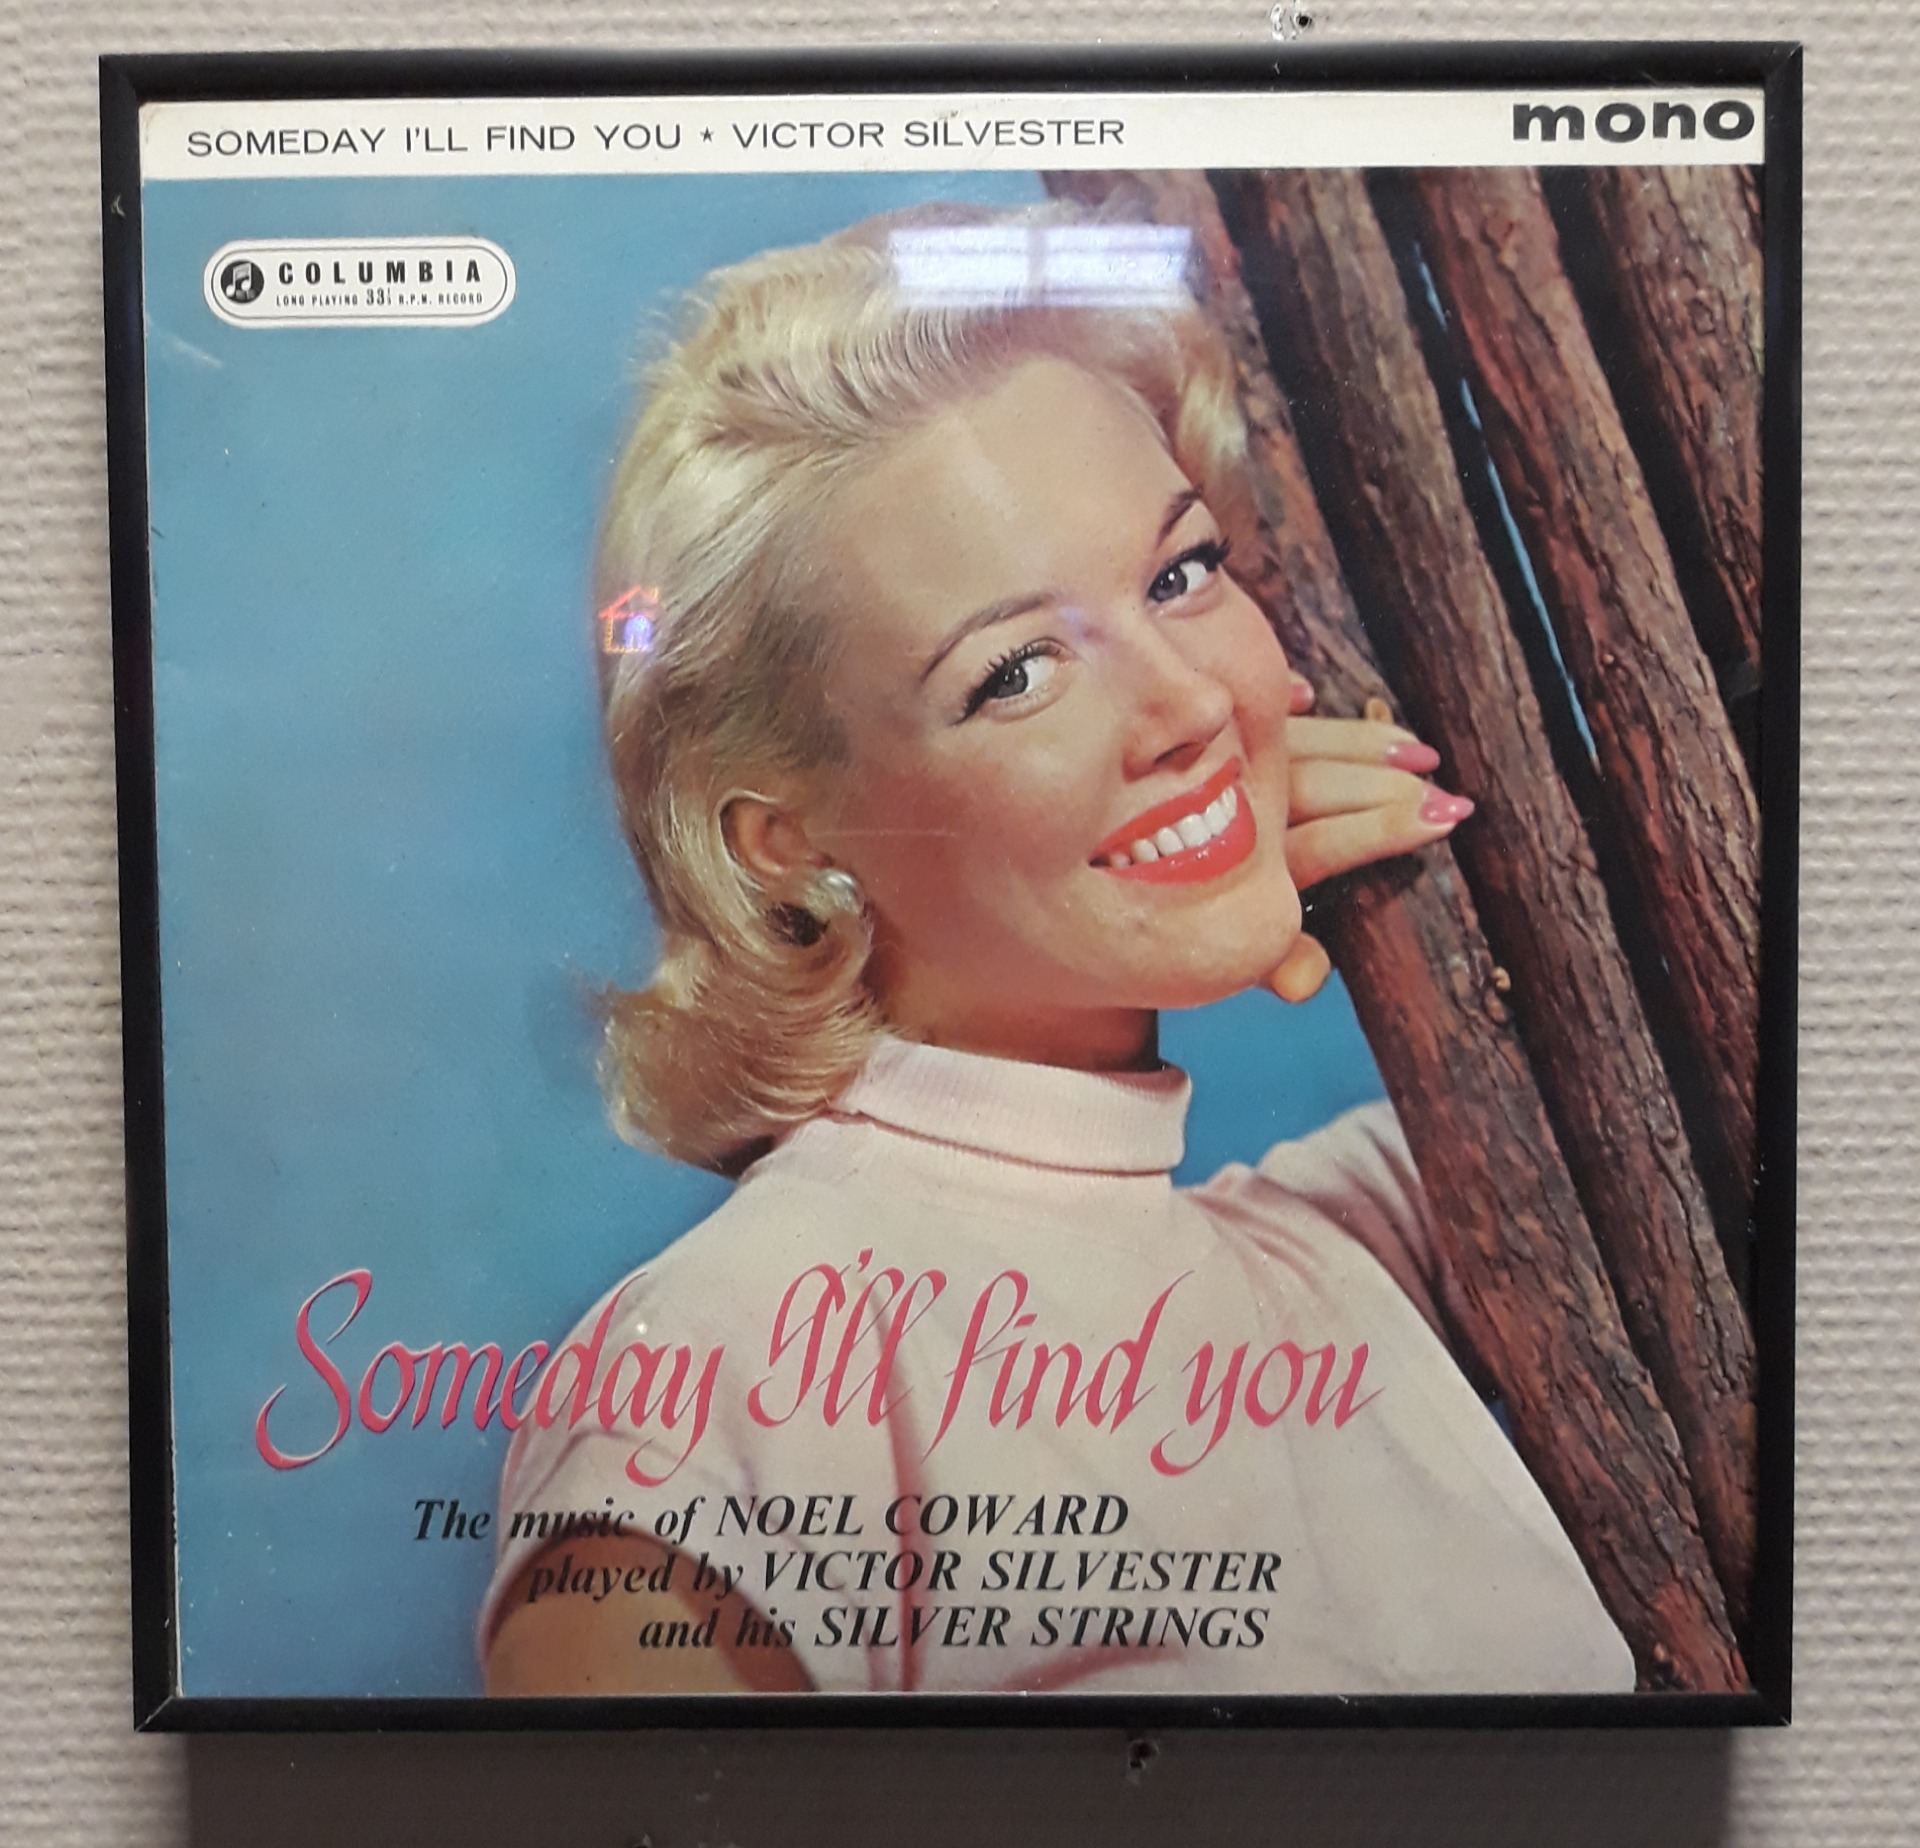 SOMEDAY I'LL FIND YOU ★ VICTOR SILVESTER
mono
COLUMBIA
LONG PLAYING 33⅓ R.P.M. RECORD
Someday I'll find you
The music of NOEL COWARD
played by VICTOR SILVESTER
and his SILVER STRINGS